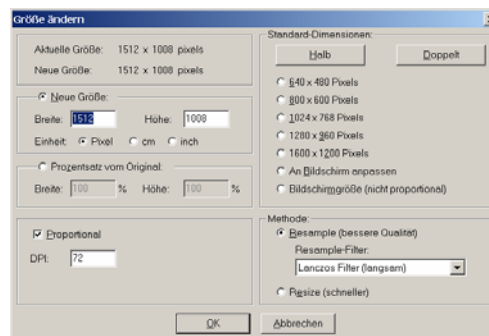 Größe ändern
Aktuelle Größe: 1512 x 1008 pixels
Neue Größe: 1512 x 1008 pixels
Neue Größe:
Breite: 1512 Höhe: 1008
Einheit: Pixel cm inch
Prozentsatz vom Original:
Breite: 100 % Höhe: 100 %
Proportional
DPI: 72
Standard-Dimensionen:
Halb Doppelt
640 x 480 Pixels
800 x 600 Pixels
1024 x 768 Pixels
1280 x 960 Pixels
1600 x 1200 Pixels
An Bildschirm anpassen
Bildschirmgröße (nicht proportional)
Methode:
Resample (bessere Qualität)
Resample-Filter:
Lanczos Filter (langsam)
Resize (schneller)
OK Abbrechen